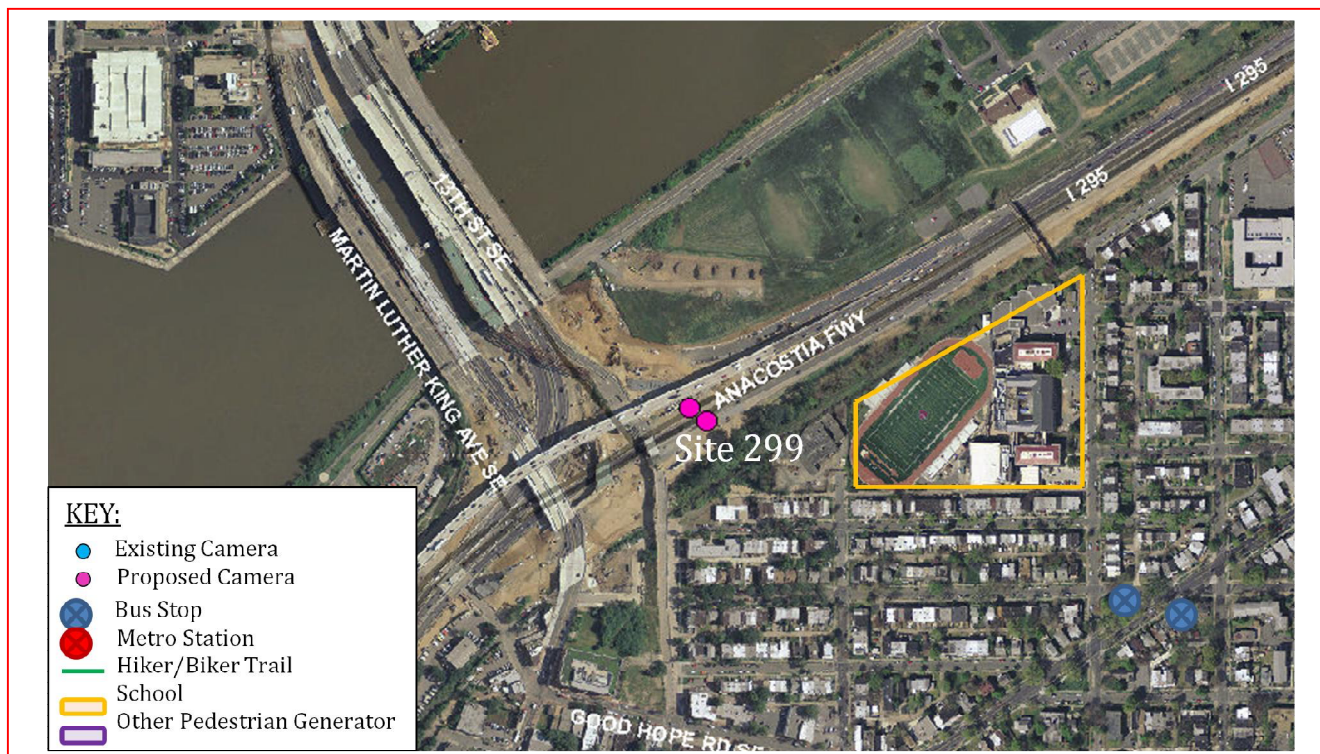 I 295
I 295
13TH ST SE
MARTIN LUTHER KING AVE SE
ANACOSTIA FWY
Site 299
KEY:
Existing Camera
Proposed Camera
Bus Stop
Metro Station
Hiker/Biker Trail
School
Other Pedestrian Generator
GOOD HOPE RD SE